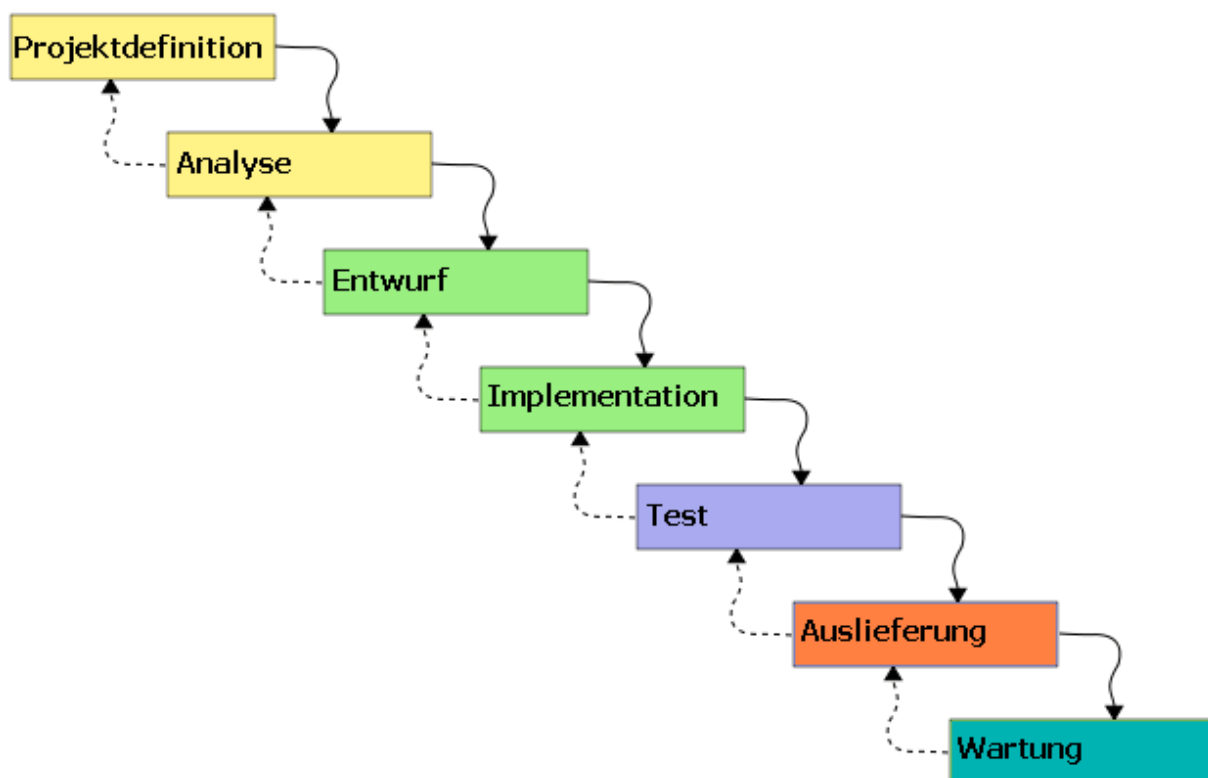 Projektdefinition
Analyse
Entwurf
Implementation
Test
Auslieferung
Wartung